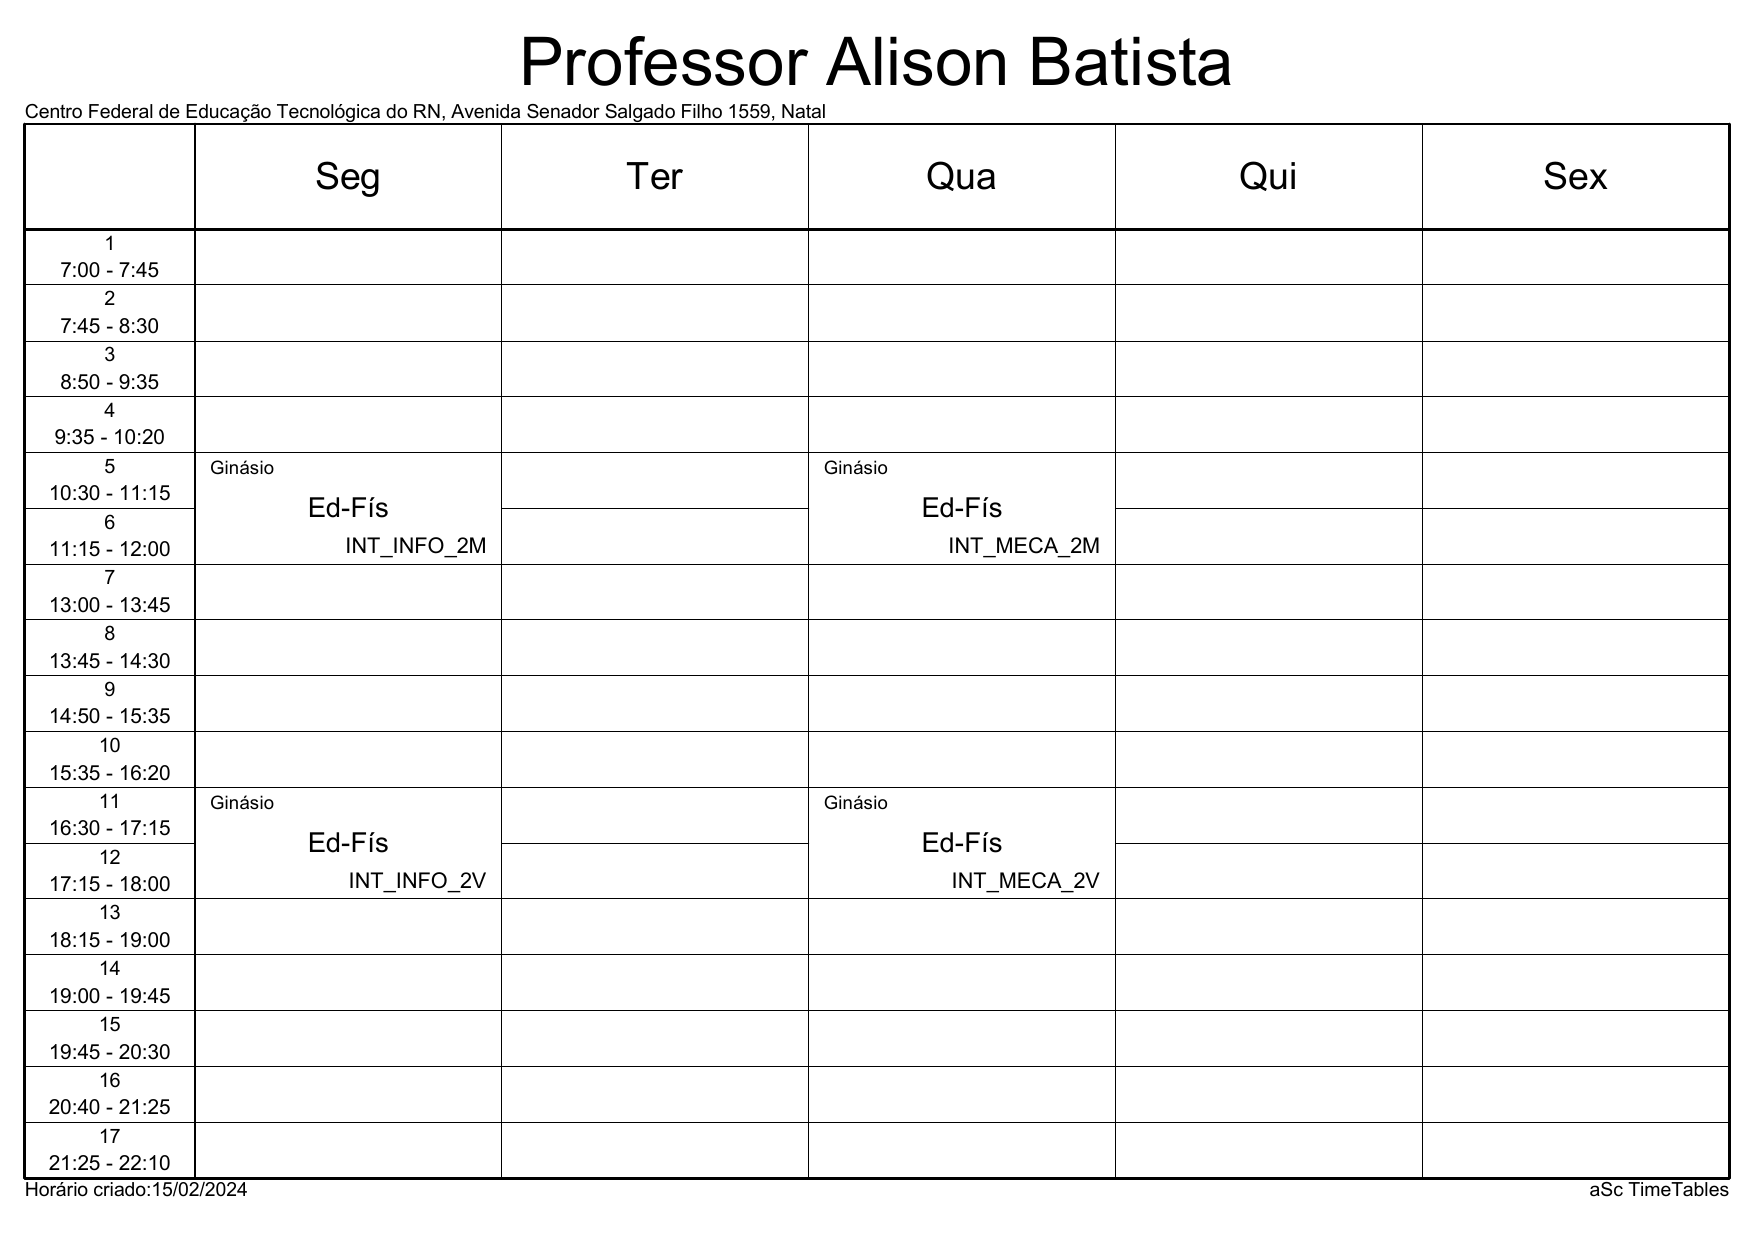 Professor Alison Batista
Centro Federal de Educação Tecnológica do RN, Avenida Senador Salgado Filho 1559, Natal
Seg Ter Qua Qui Sex
1
7:00 - 7:45
2
7:45 - 8:30
3
8:50 - 9:35
4
9:35 - 10:20
5
10:30 - 11:15
6
11:15 - 12:00
Ginásio
Ed-Fís
INT_INFO_2M
Ginásio
Ed-Fís
INT_MECA_2M
7
13:00 - 13:45
8
13:45 - 14:30
9
14:50 - 15:35
10
15:35 - 16:20
11
16:30 - 17:15
12
17:15 - 18:00
Ginásio
Ed-Fís
INT_INFO_2V
Ginásio
Ed-Fís
INT_MECA_2V
13
18:15 - 19:00
14
19:00 - 19:45
15
19:45 - 20:30
16
20:40 - 21:25
17
21:25 - 22:10
Horário criado:15/02/2024
aSc TimeTables